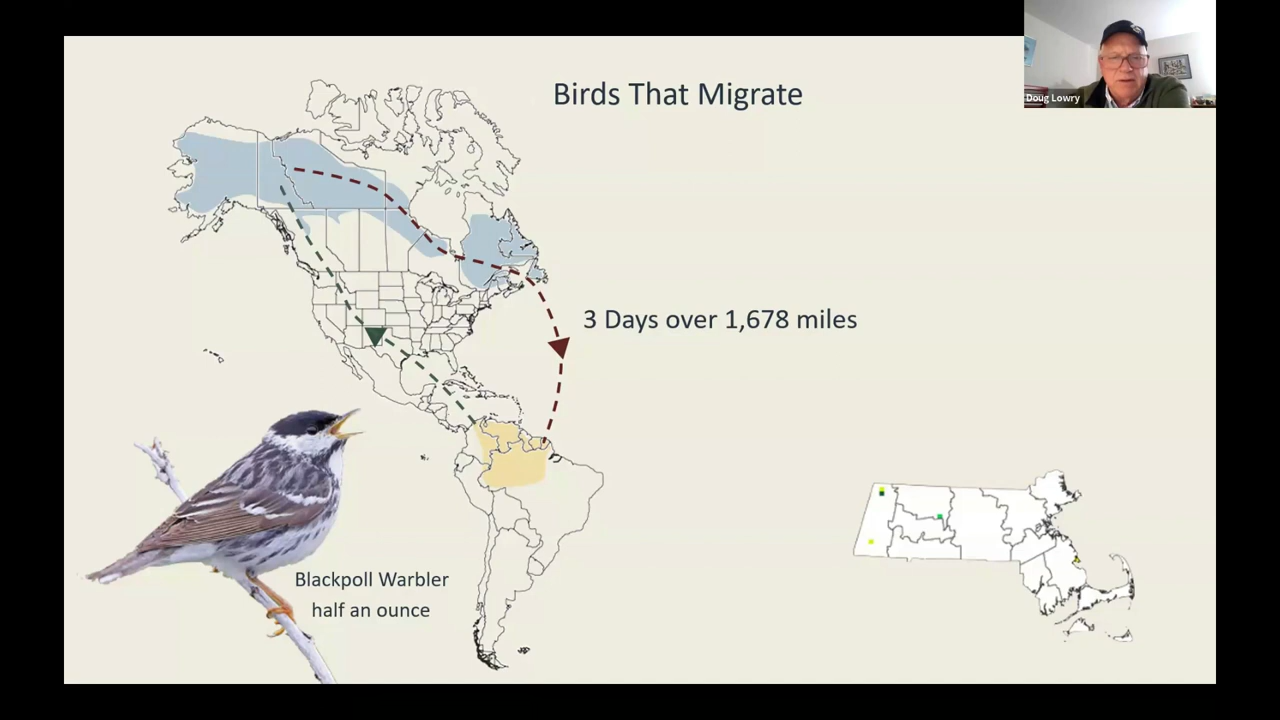 Birds That Migrate
Doug Lowry
3 Days over 1,678 miles
Blackpoll Warbler
half an ounce